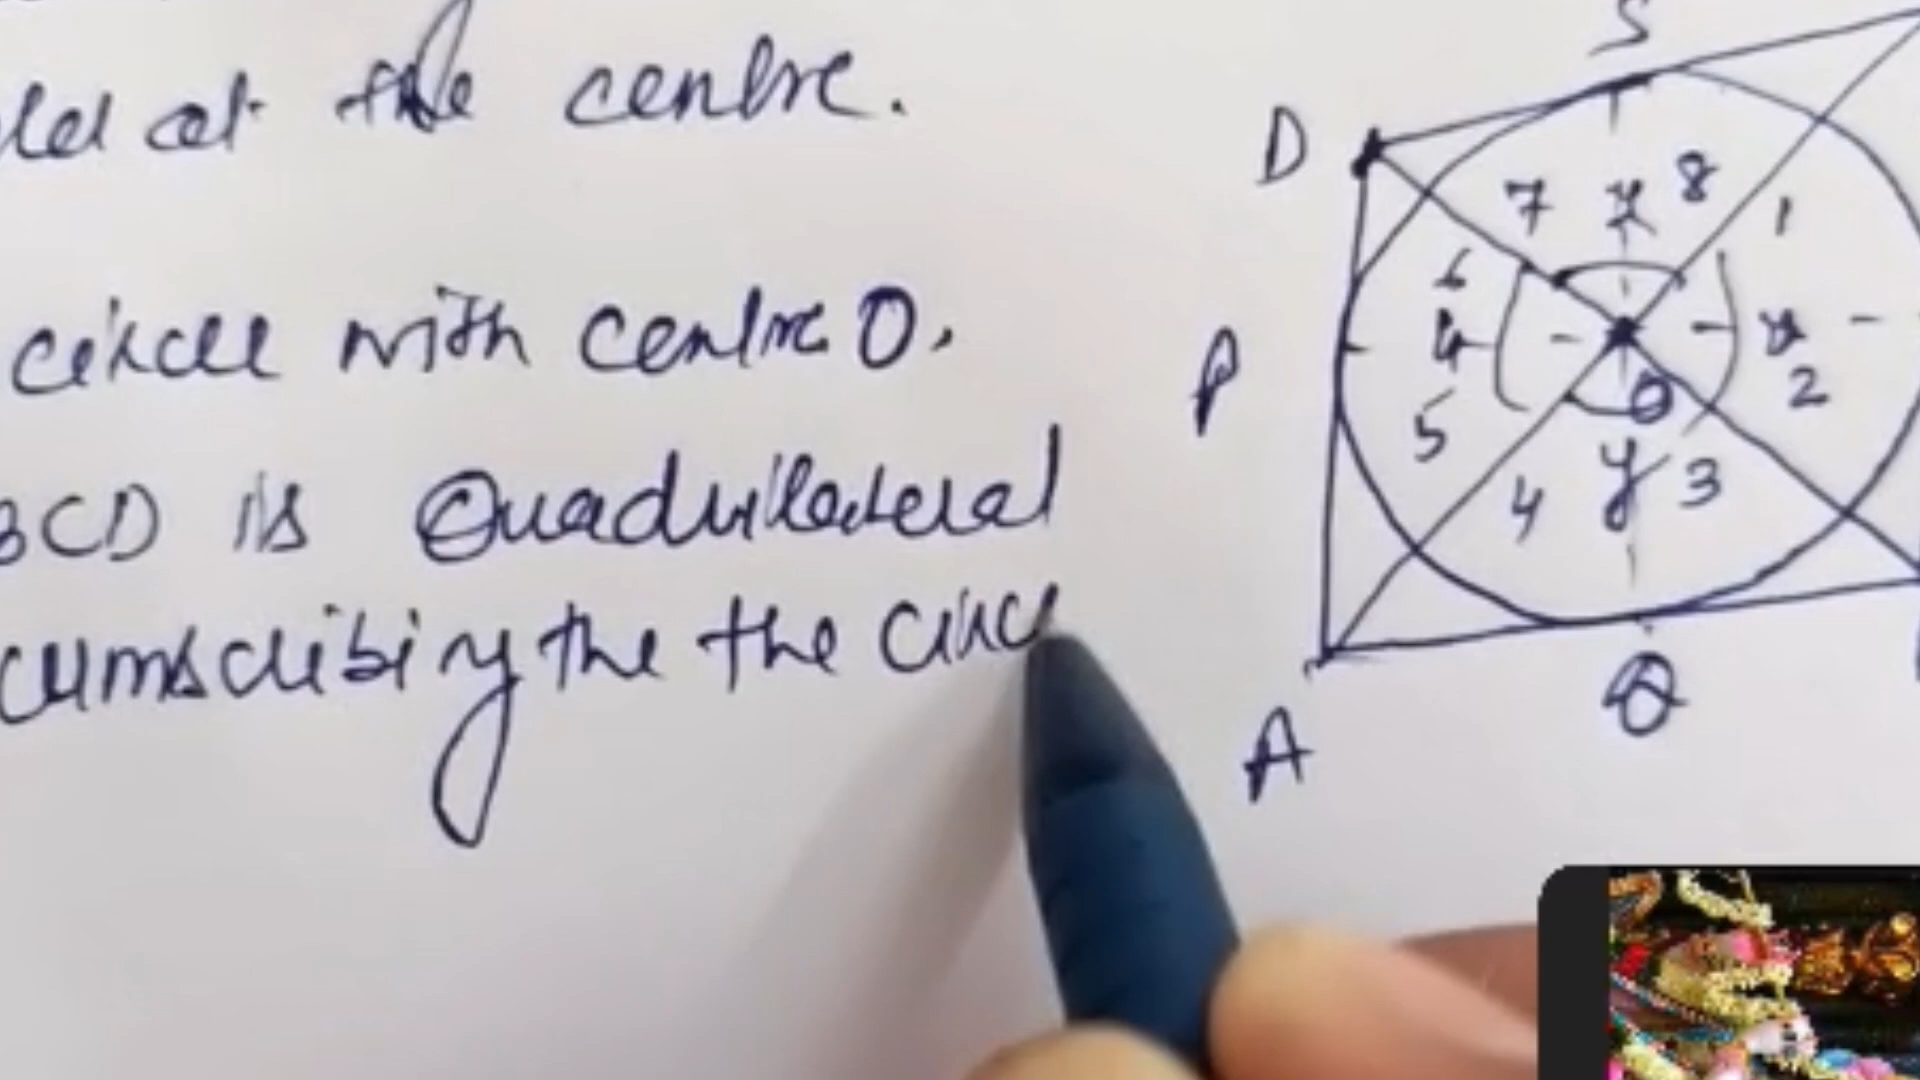 at the centre.
circle with centre O.
BCD is Quadrilateral
cumscribing the the circ
S
D
7 x 8 1
6
P
5 2
O
4 y 3
Q
A